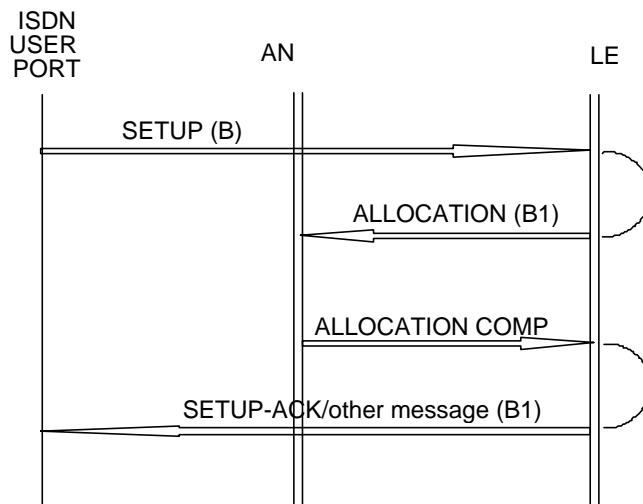 ISDN
USER
PORT
AN
LE
SETUP (B)
ALLOCATION (B1)
ALLOCATION COMP
SETUP-ACK/other message (B1)